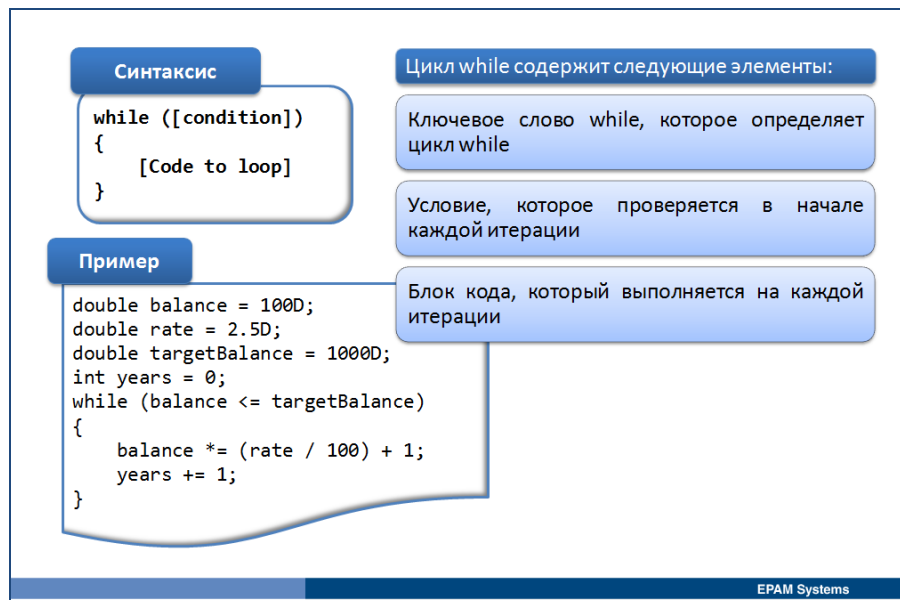 Синтаксис
while ([condition])
{
    [Code to loop]
}
Пример
double balance = 100D;
double rate = 2.5D;
double targetBalance = 1000D;
int years = 0;
while (balance <= targetBalance)
{
    balance *= (rate / 100) + 1;
    years += 1;
}
Цикл while содержит следующие элементы:
Ключевое слово while, которое определяет
цикл while
Условие, которое проверяется в начале
каждой итерации
Блок кода, который выполняется на каждой
итерации
EPAM Systems